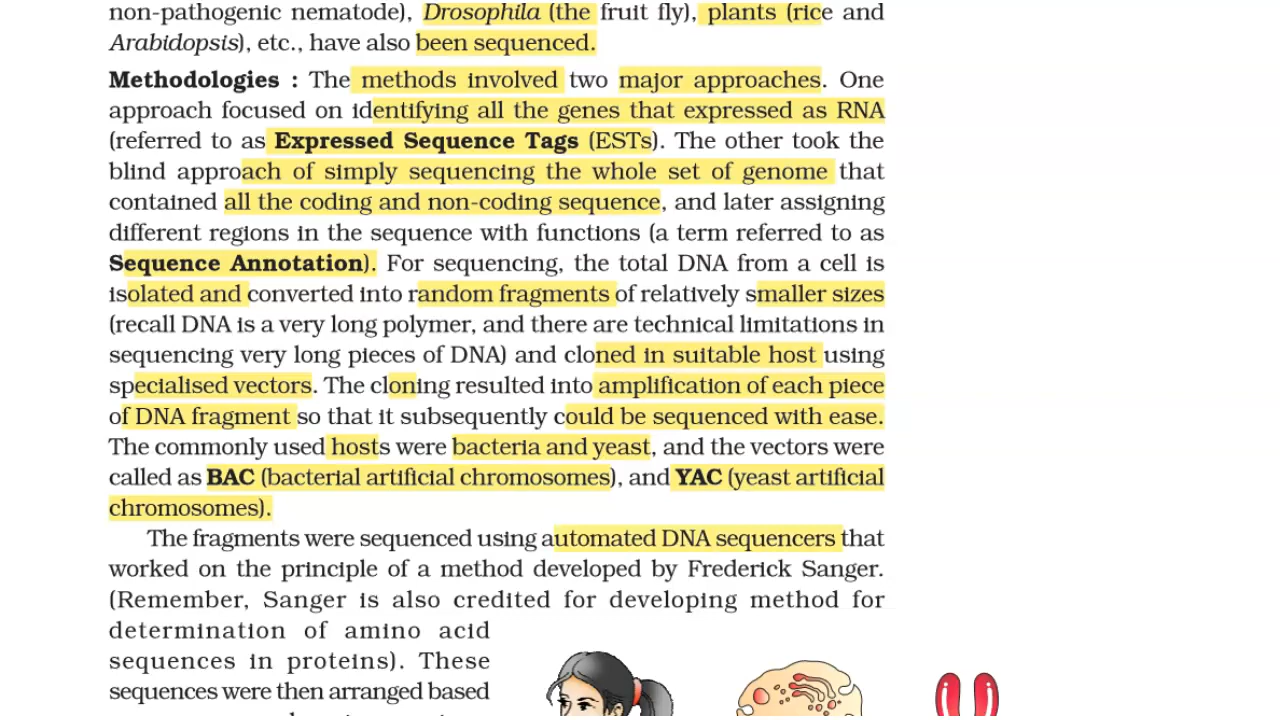 non-pathogenic nematode), Drosophila (the fruit fly), plants (rice and
Arabidopsis), etc., have also been sequenced.
Methodologies : The methods involved two major approaches. One
approach focused on identifying all the genes that expressed as RNA
(referred to as Expressed Sequence Tags (ESTs). The other took the
blind approach of simply sequencing the whole set of genome that
contained all the coding and non-coding sequence, and later assigning
different regions in the sequence with functions (a term referred to as
Sequence Annotation). For sequencing, the total DNA from a cell is
isolated and converted into random fragments of relatively smaller sizes
(recall DNA is a very long polymer, and there are technical limitations in
sequencing very long pieces of DNA) and cloned in suitable host using
specialised vectors. The cloning resulted into amplification of each piece
of DNA fragment so that it subsequently could be sequenced with ease.
The commonly used hosts were bacteria and yeast, and the vectors were
called as BAC (bacterial artificial chromosomes), and YAC (yeast artificial
chromosomes).
The fragments were sequenced using automated DNA sequencers that
worked on the principle of a method developed by Frederick Sanger.
(Remember, Sanger is also credited for developing method for
determination of amino acid
sequences in proteins). These
sequences were then arranged based